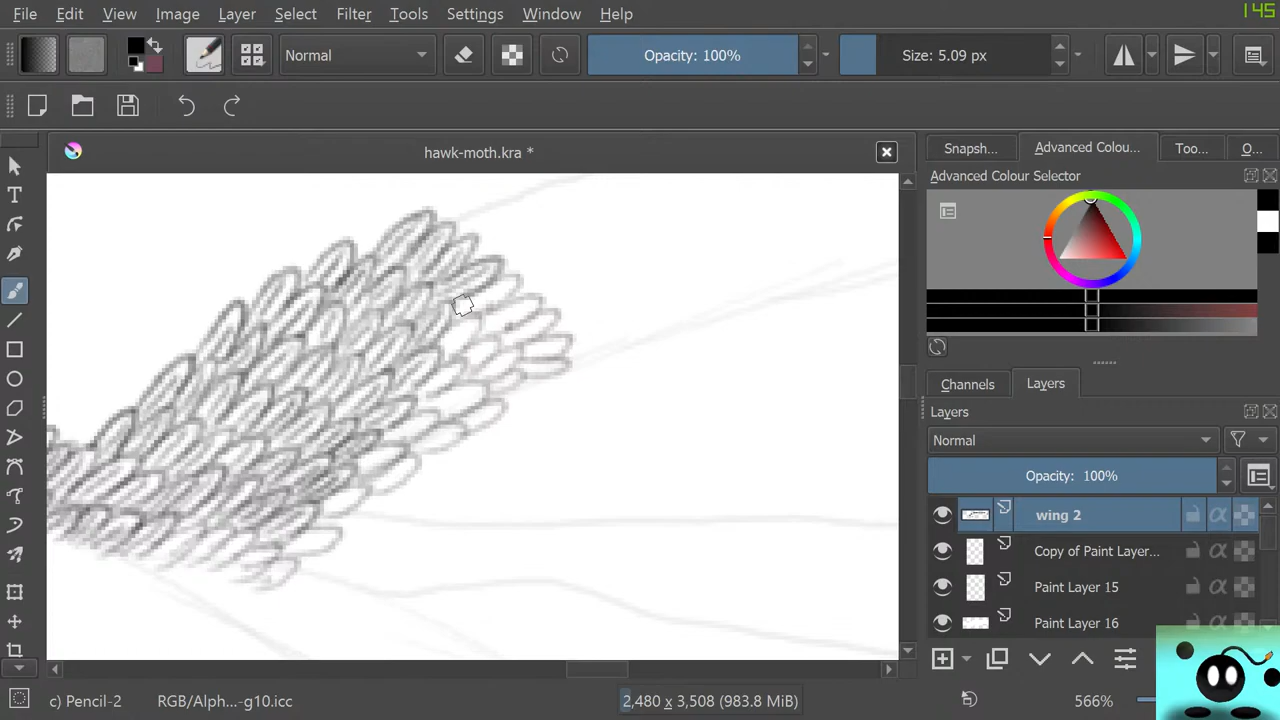 File Edit View Image Layer Select Filter Tools Settings Window Help
145
Normal
Opacity: 100%
Size: 5.09 px
hawk-moth.kra *
Snapsh... Advanced Colou... Too... O...
Advanced Colour Selector
Channels Layers
Layers
Normal
Opacity: 100%
wing 2
Copy of Paint Layer...
Paint Layer 15
Paint Layer 16
c) Pencil-2 RGB/Alph...-g10.icc 2,480 x 3,508 (983.8 MiB) 566%